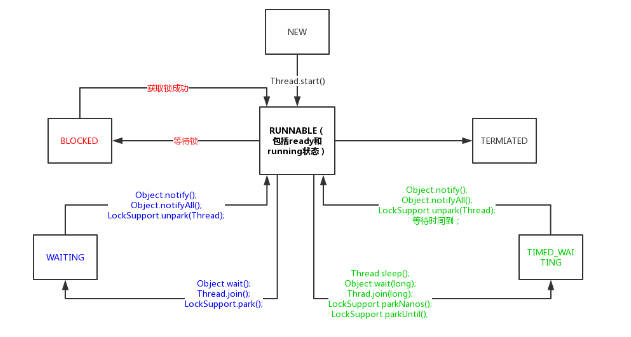 NEW
Thread.start()
获取锁成功
BLOCKED
等待锁
RUNNABLE（
包括ready和
running状态）
TERMIATED
Object.notify();
Object.notifyAll(),
LockSupport.unpark(Thread);
Object.notify();
Object.notifyAll();
LockSupport.unpark(Thread);
等待时间到；
WAITING
TIMED_WAI
TING
Object.wait();
Thread.join();
LockSupport.park();
Thread.sleep();
Object.wait(long);
Thrad.join(long);
LockSupport.parkNanos();
LockSupport.parkUntil();